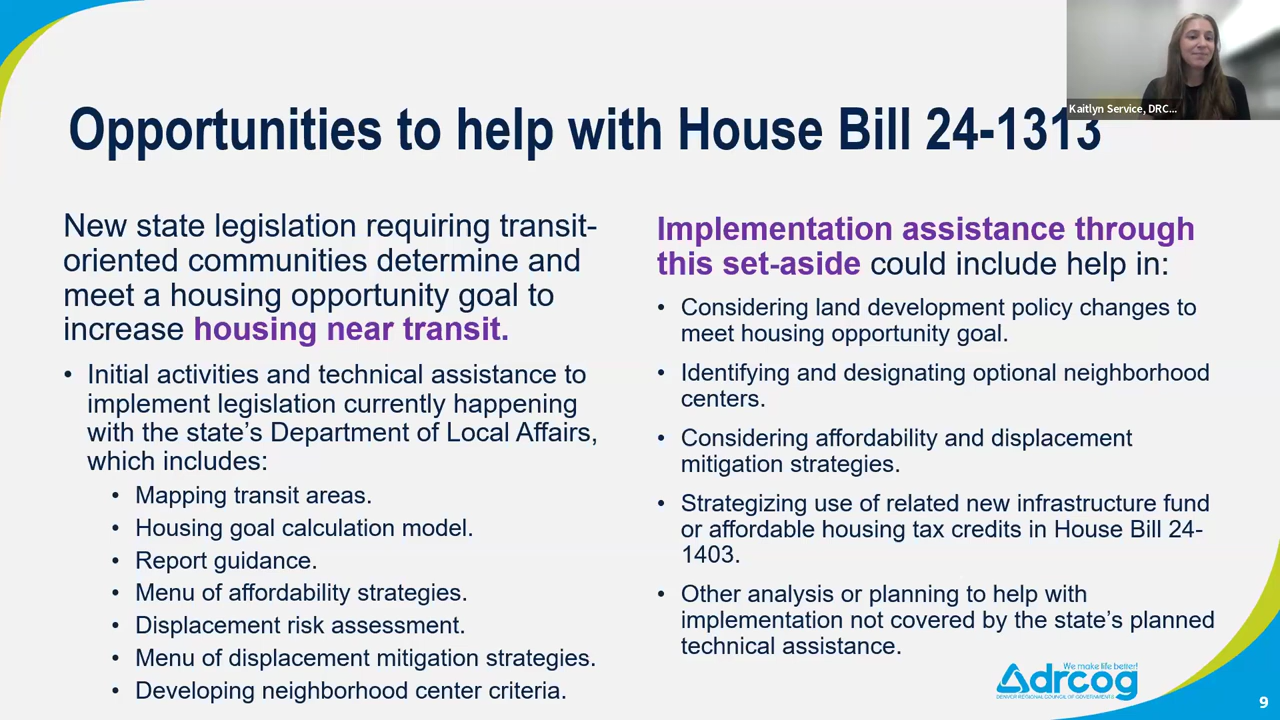 Kaitlyn Service, DRC...
Opportunities to help with House Bill 24-1313
New state legislation requiring transit-
oriented communities determine and
meet a housing opportunity goal to
increase housing near transit.
• Initial activities and technical assistance to
implement legislation currently happening
with the state's Department of Local Affairs,
which includes:
• Mapping transit areas.
• Housing goal calculation model.
• Report guidance.
• Menu of affordability strategies.
• Displacement risk assessment.
• Menu of displacement mitigation strategies.
• Developing neighborhood center criteria.
Implementation assistance through
this set-aside could include help in:
• Considering land development policy changes to
meet housing opportunity goal.
• Identifying and designating optional neighborhood
centers.
• Considering affordability and displacement
mitigation strategies.
• Strategizing use of related new infrastructure fund
or affordable housing tax credits in House Bill 24-
1403.
• Other analysis or planning to help with
implementation not covered by the state's planned
technical assistance.
We make life better!
drcog
DENVER REGIONAL COUNCIL OF GOVERNMENTS
9